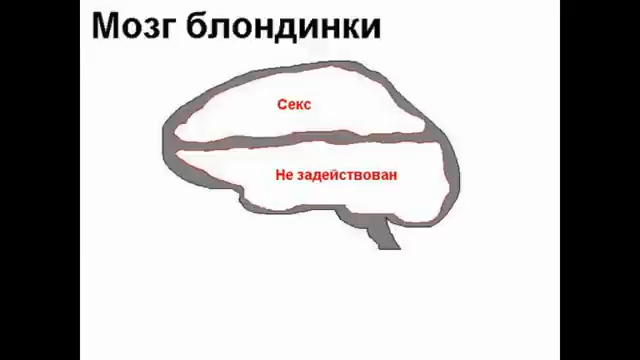 Мозг блондинки
Секс
Не задействован